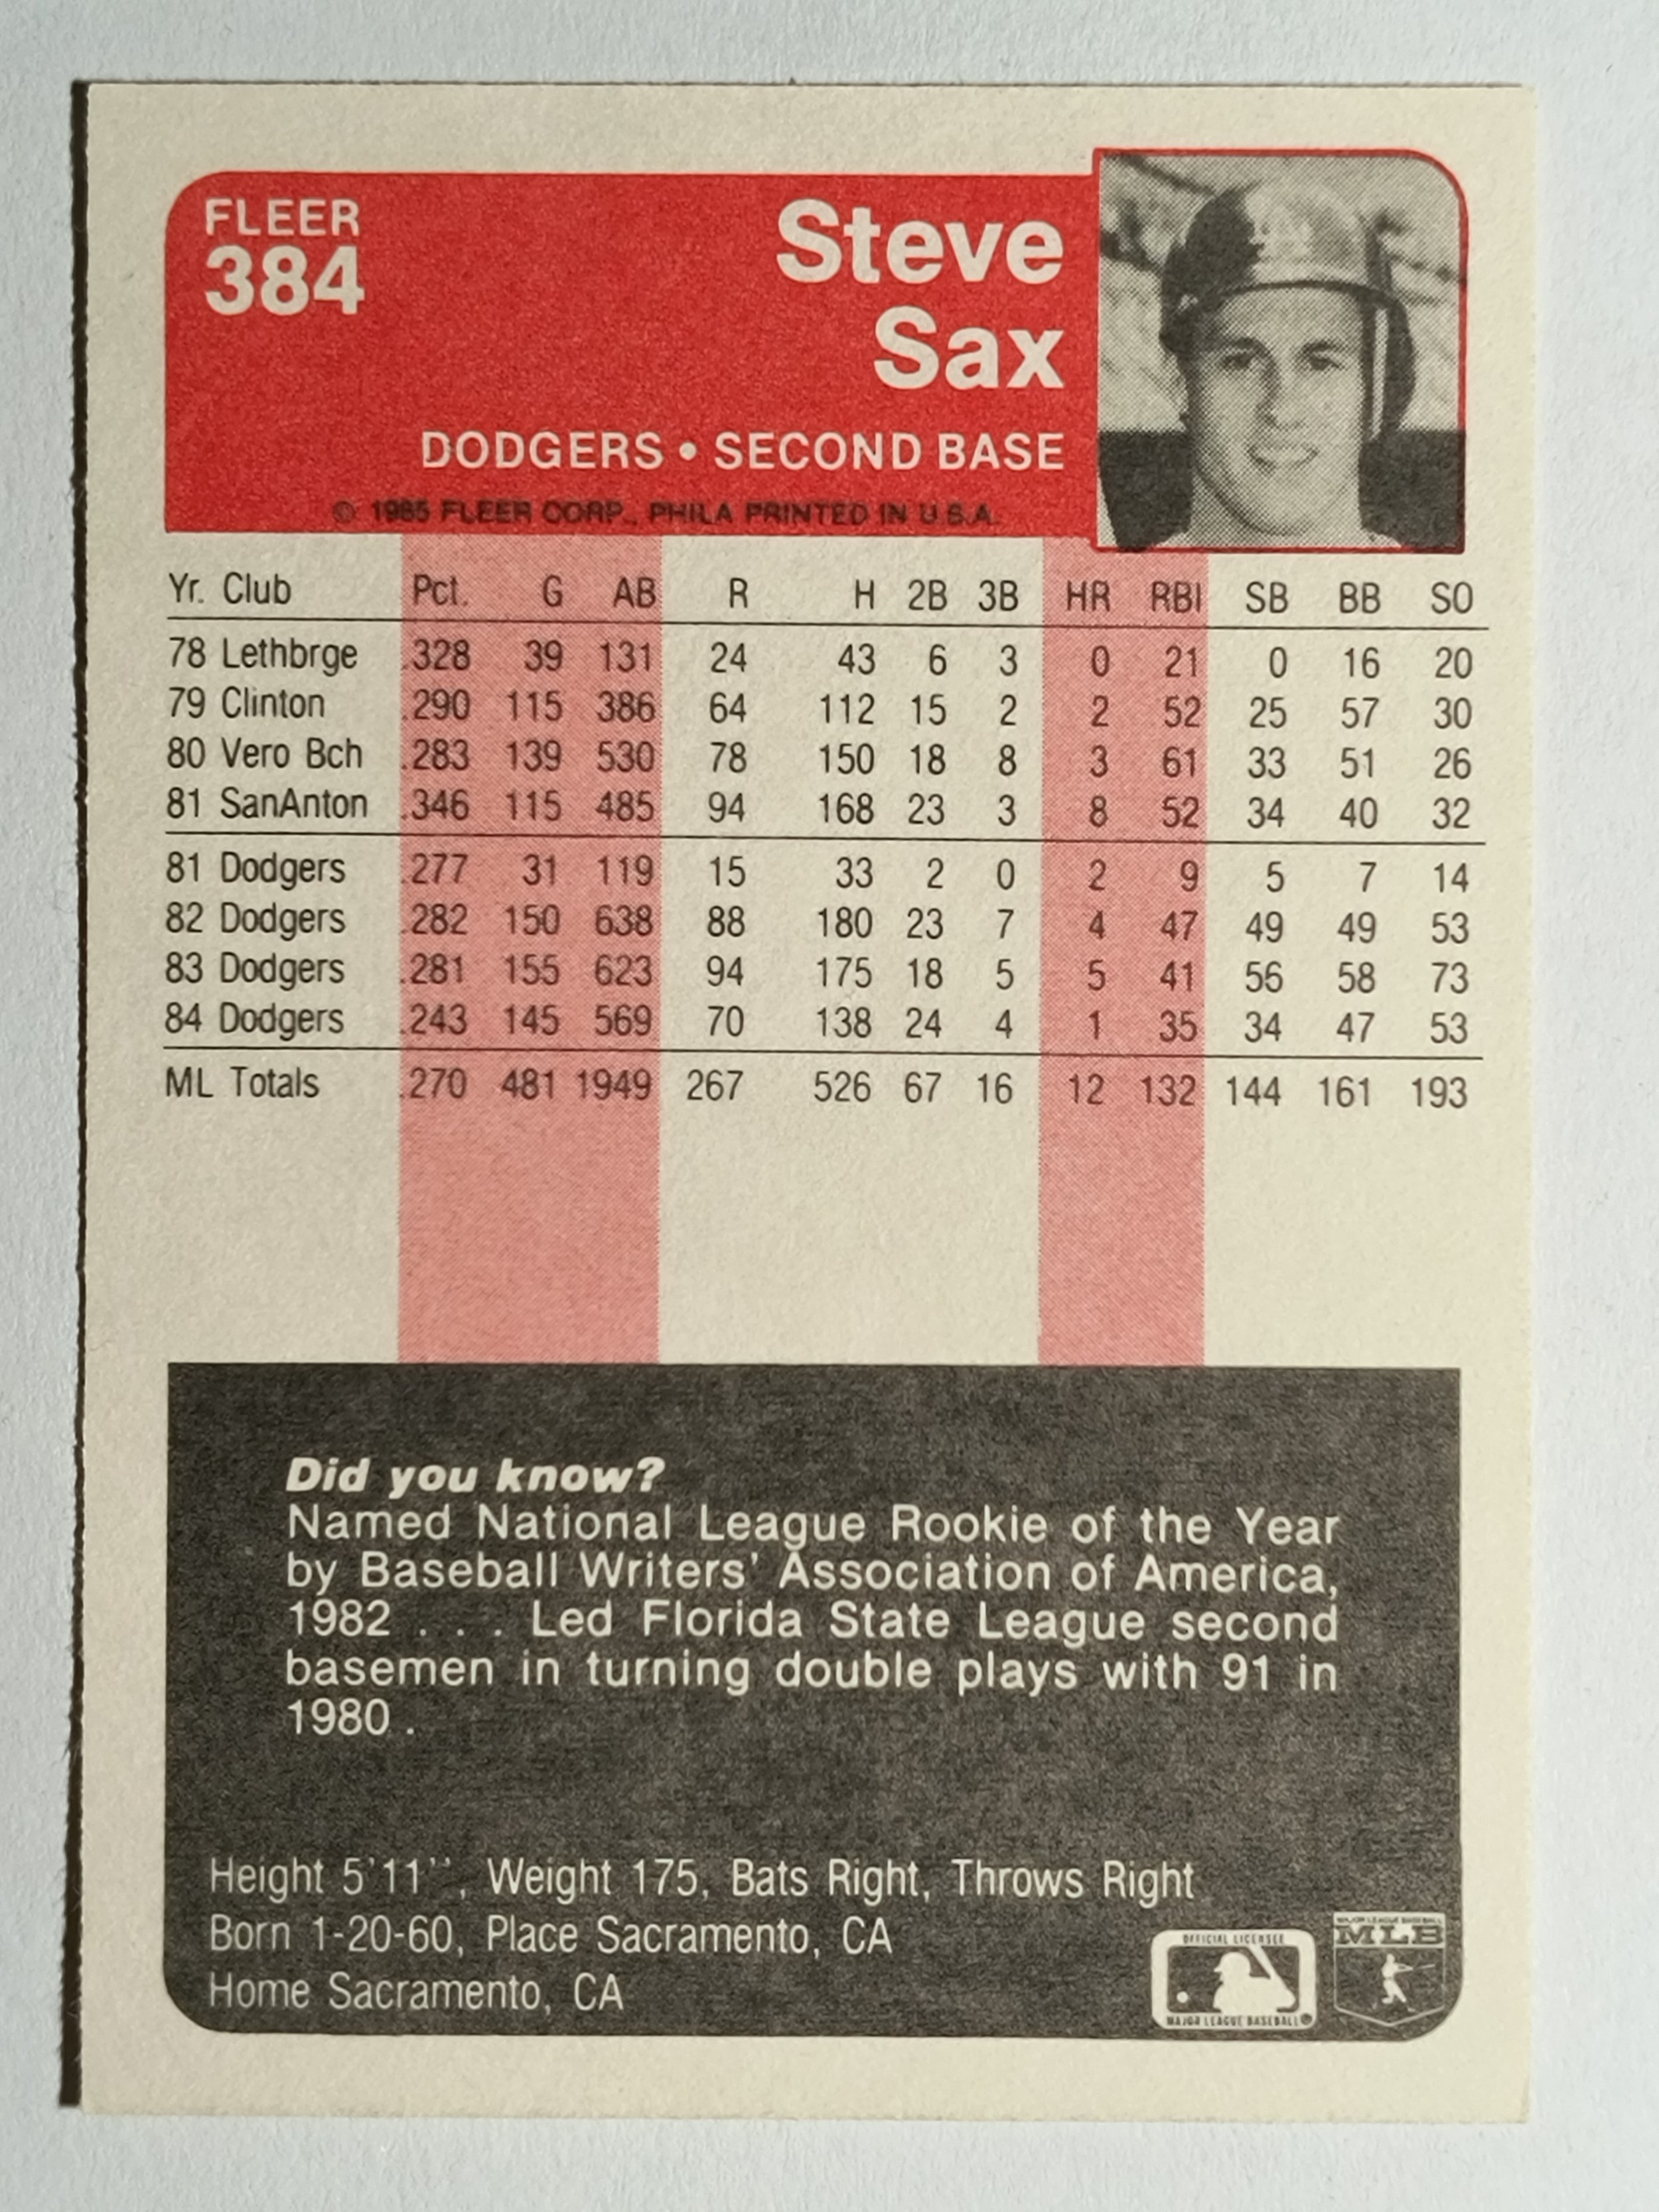 FLEER
384
Steve
Sax
DODGERS • SECOND BASE
© 1985 FLEER CORP., PHILA PRINTED IN U.S.A.
Yr. Club Pct. G AB R H 2B 3B HR RBI SB BB SO
78 Lethbrge .328 39 131 24 43 6 3 0 21 0 16 20
79 Clinton .290 115 386 64 112 15 2 2 52 25 57 30
80 Vero Bch .283 139 530 78 150 18 8 3 61 33 51 26
81 SanAnton .346 115 485 94 168 23 3 8 52 34 40 32
81 Dodgers .277 31 119 15 33 2 0 2 9 5 7 14
82 Dodgers .282 150 638 88 180 23 7 4 47 49 49 53
83 Dodgers .281 155 623 94 175 18 5 5 41 56 58 73
84 Dodgers .243 145 569 70 138 24 4 1 35 34 47 53
ML Totals .270 481 1949 267 526 67 16 12 132 144 161 193
Did you know?
Named National League Rookie of the Year
by Baseball Writers' Association of America,
1982 . . . Led Florida State League second
basemen in turning double plays with 91 in
1980 .
Height 5'11'', Weight 175, Bats Right, Throws Right
Born 1-20-60, Place Sacramento, CA
Home Sacramento, CA
OFFICIAL LICENSEE
MAJOR LEAGUE BASEBALL
MAJOR LEAGUE BASEBALL
MLB